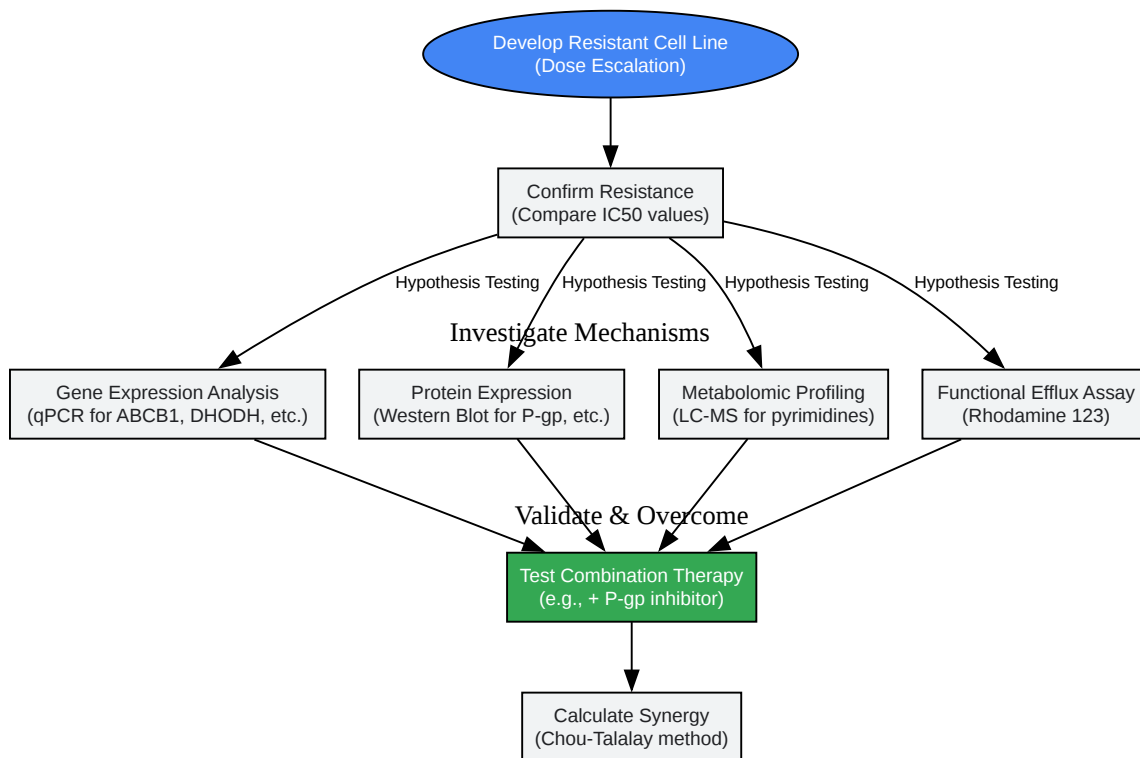 Develop Resistant Cell Line
(Dose Escalation)
Confirm Resistance
(Compare IC50 values)
Hypothesis Testing
Hypothesis Testing
Hypothesis Testing
Hypothesis Testing
Investigate Mechanisms
Gene Expression Analysis
(qPCR for ABCB1, DHODH, etc.)
Protein Expression
(Western Blot for P-gp, etc.)
Metabolomic Profiling
(LC-MS for pyrimidines)
Functional Efflux Assay
(Rhodamine 123)
Validate & Overcome
Test Combination Therapy
(e.g., + P-gp inhibitor)
Calculate Synergy
(Chou-Talalay method)